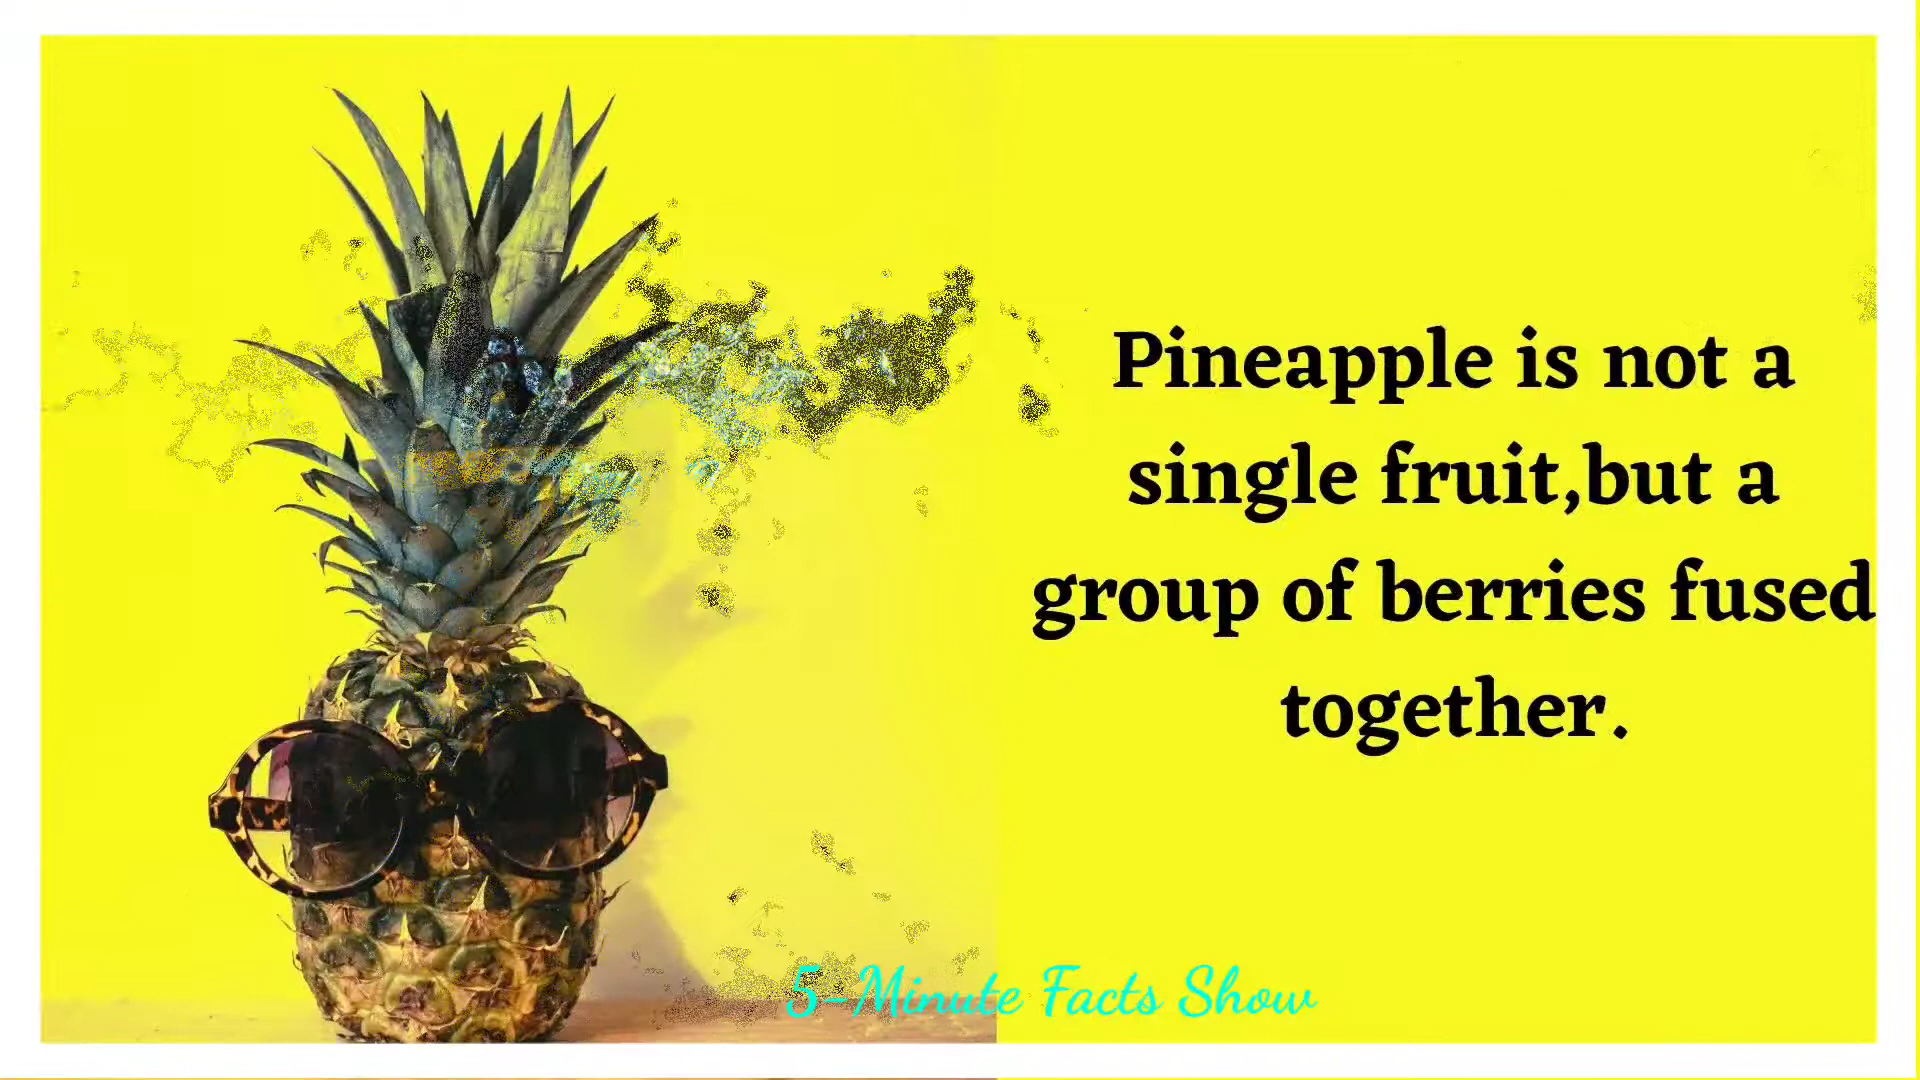 Pineapple is not a
single fruit,but a
group of berries fused
together.
5-Minute Facts Show